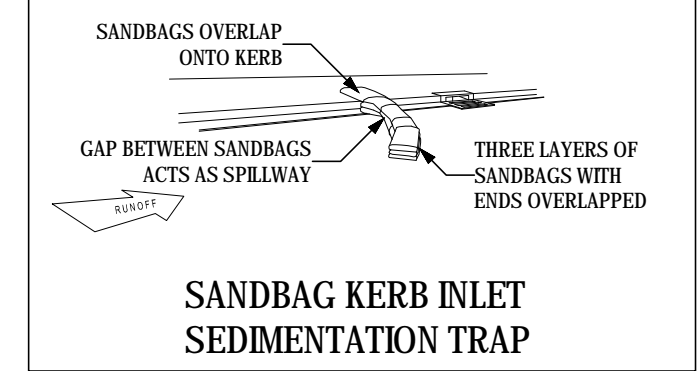 SANDBAGS OVERLAP
ONTO KERB
GAP BETWEEN SANDBAGS
ACTS AS SPILLWAY
THREE LAYERS OF
SANDBAGS WITH
ENDS OVERLAPPED
RUNOFF
SANDBAG KERB INLET
SEDIMENTATION TRAP